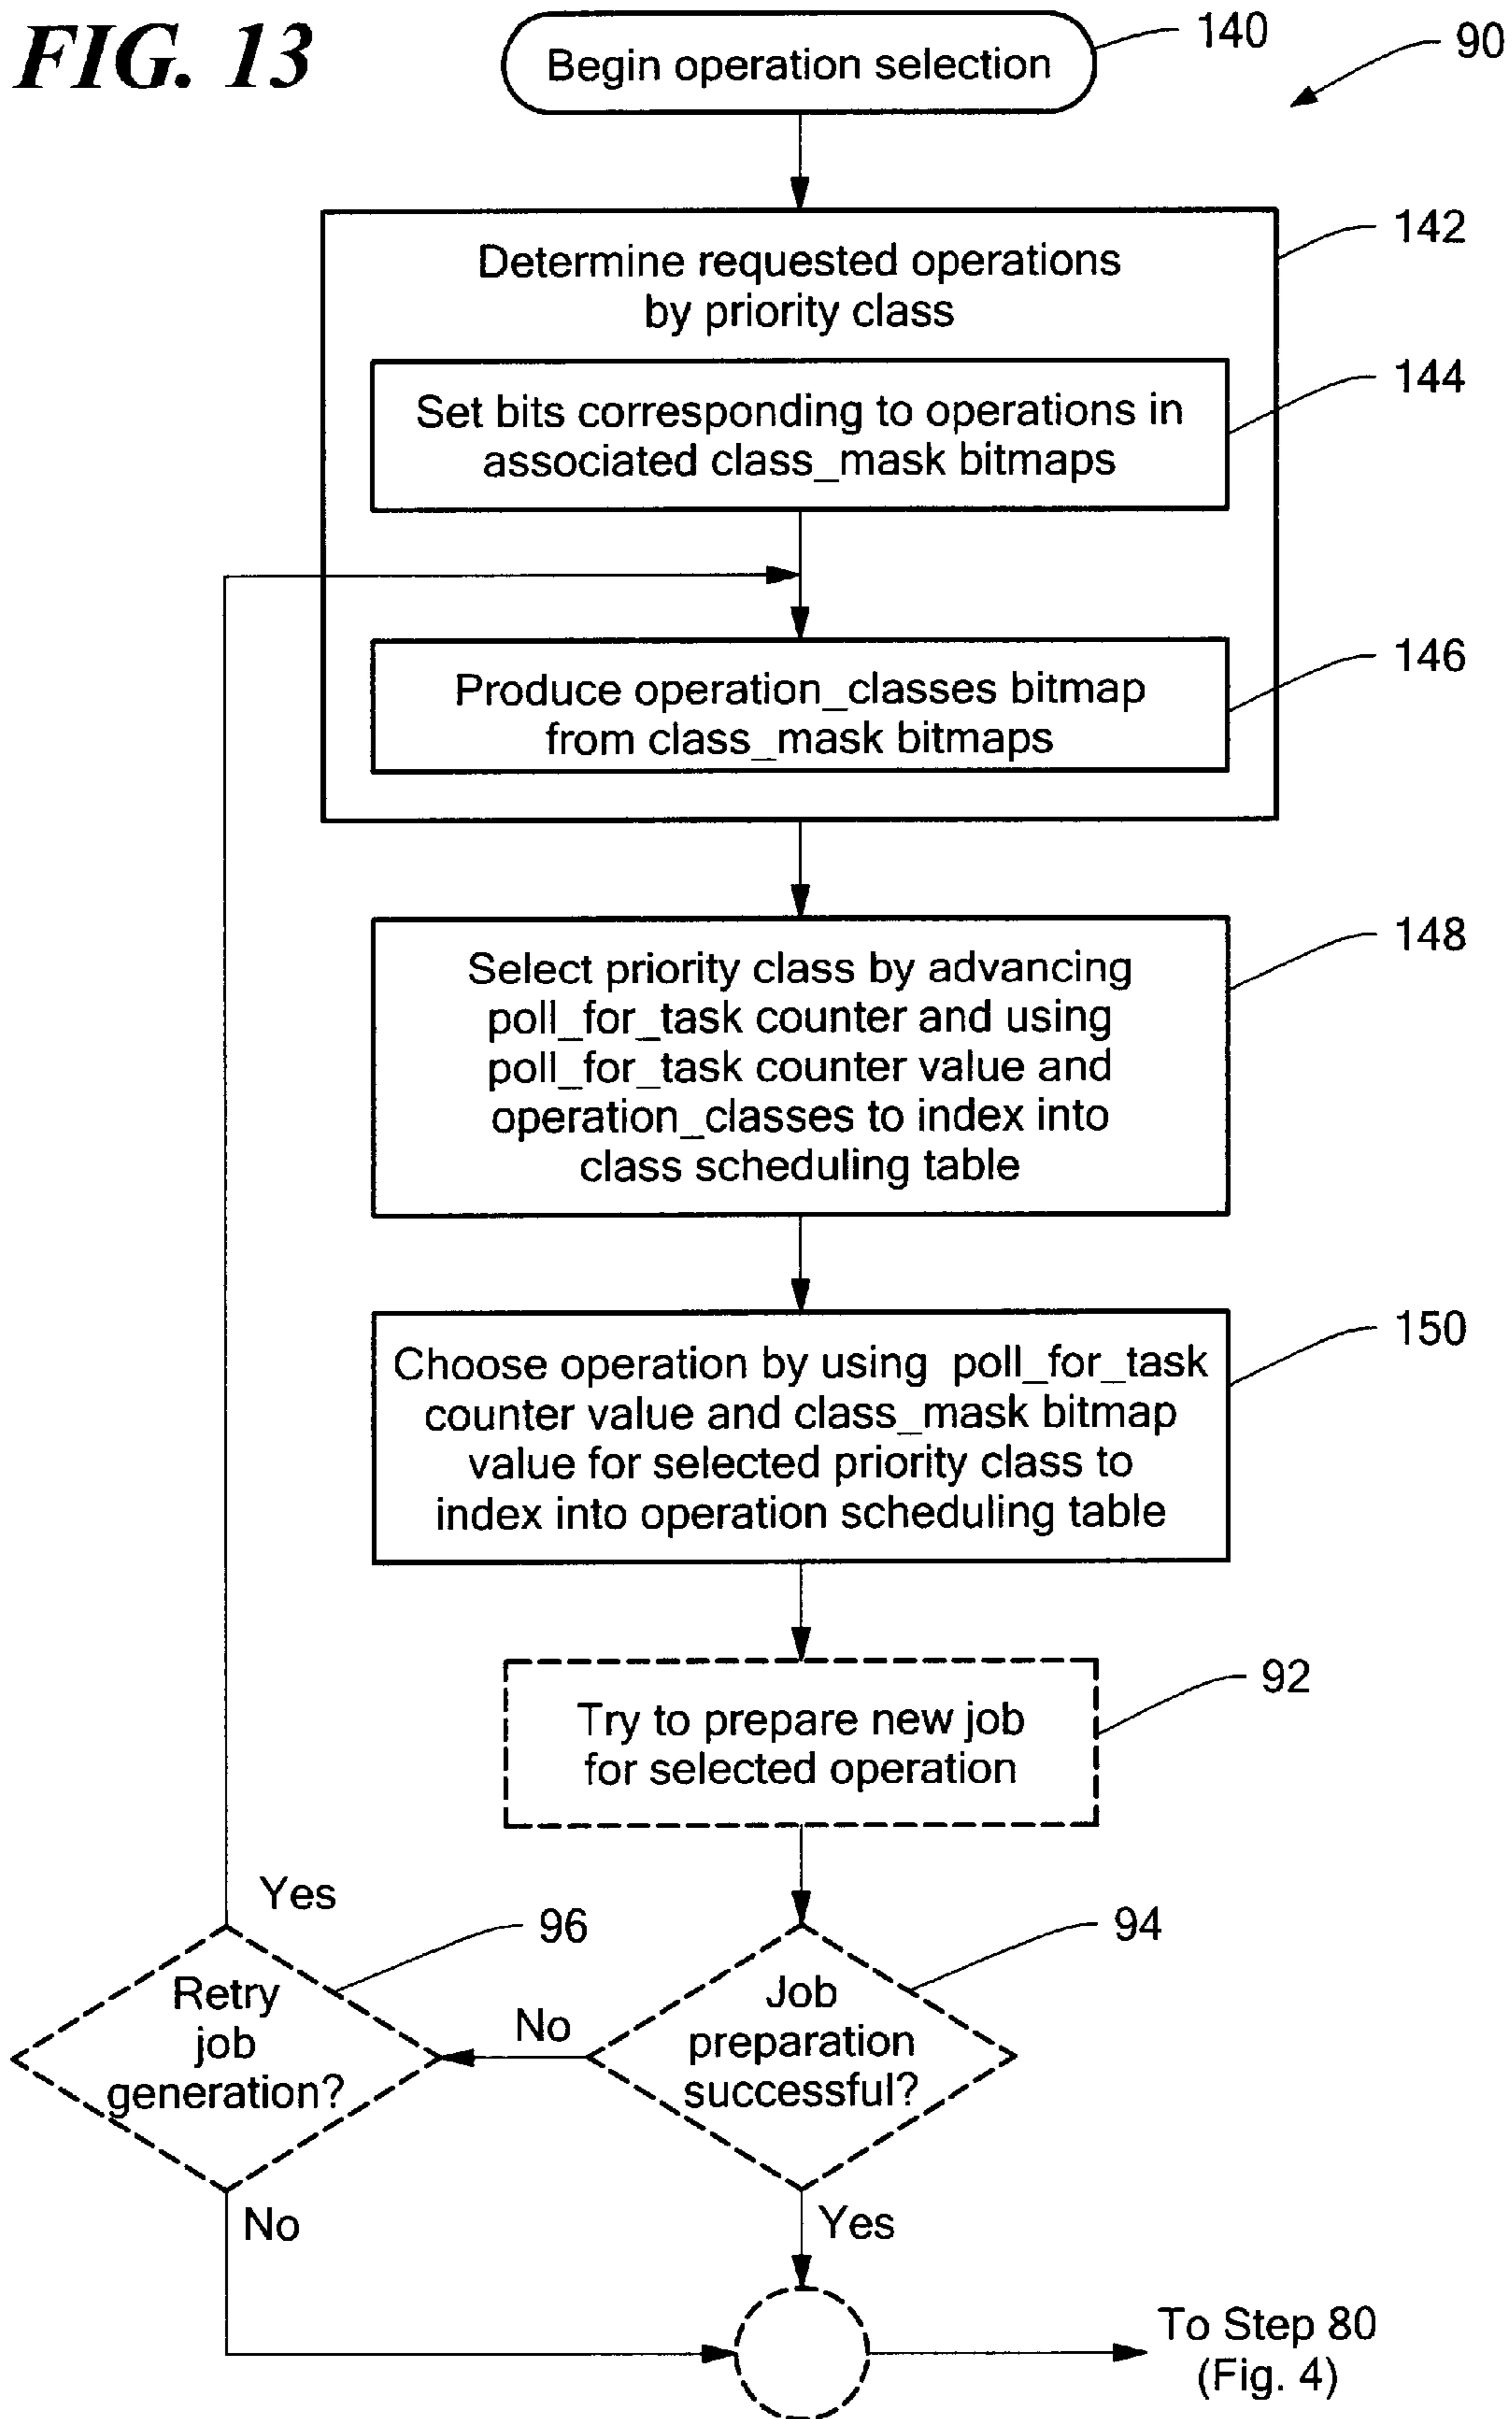 FIG. 13
Begin operation selection
140
90
Determine requested operations
by priority class
142
Set bits corresponding to operations in
associated class_mask bitmaps
144
Produce operation_classes bitmap
from class_mask bitmaps
146
Select priority class by advancing
poll_for_task counter and using
poll_for_task counter value and
operation_classes to index into
class scheduling table
148
Choose operation by using poll_for_task
counter value and class_mask bitmap
value for selected priority class to
index into operation scheduling table
150
Try to prepare new job
for selected operation
92
Yes
96
94
Retry
job
generation?
No
Job
preparation
successful?
No
Yes
To Step 80
(Fig. 4)